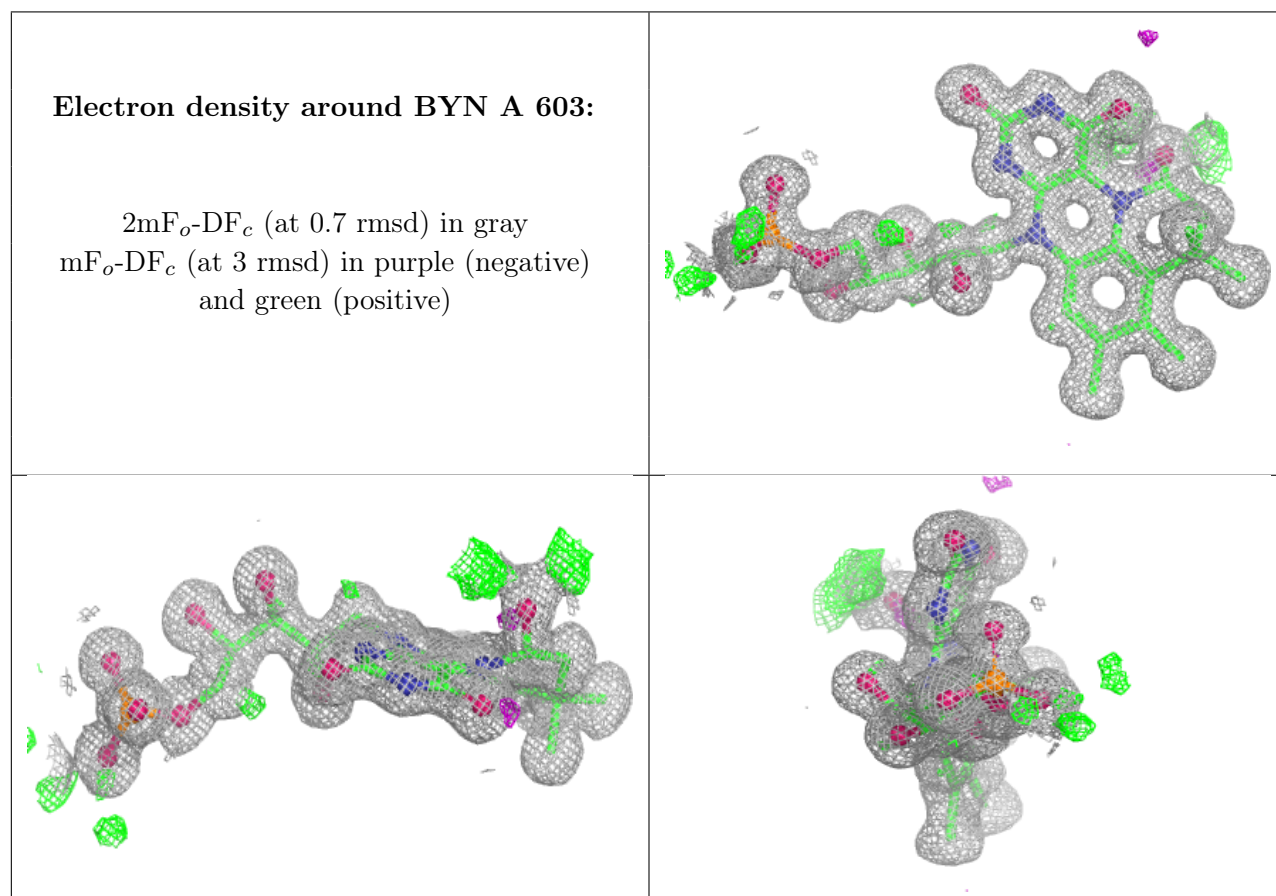 Electron density around BYN A 603:
2mFo-DFc (at 0.7 rmsd) in gray
mFo-DFc (at 3 rmsd) in purple (negative)
and green (positive)